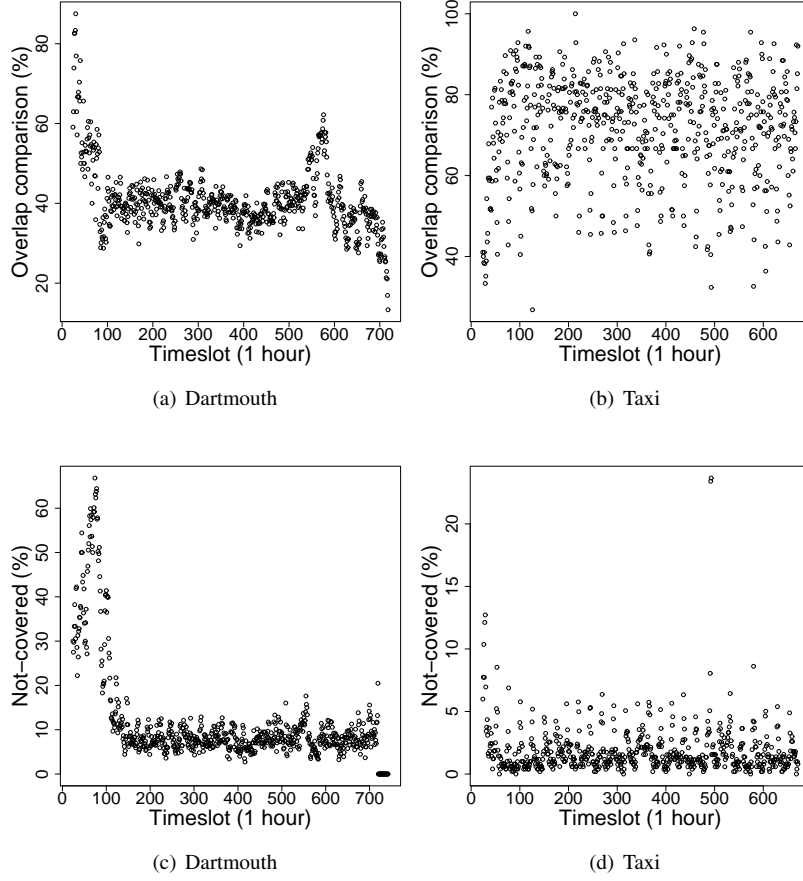 Overlap comparison (%)
20 40 60 80
0 100 200 300 400 500 600 700
Timeslot (1 hour)
(a) Dartmouth
Overlap comparison (%)
40 60 80 100
0 100 200 300 400 500 600
Timeslot (1 hour)
(b) Taxi
Not−covered (%)
0 10 20 30 40 50 60
0 100 200 300 400 500 600 700
Timeslot (1 hour)
(c) Dartmouth
Not−covered (%)
0 5 10 15 20
0 100 200 300 400 500 600
Timeslot (1 hour)
(d) Taxi